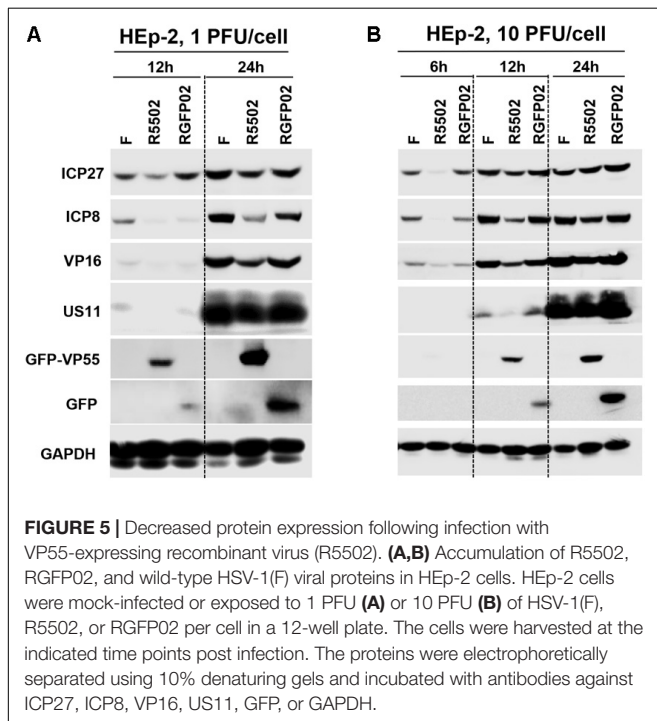 A
HEp-2, 1 PFU/cell
12h 24h
F R5502 RGFP02 F R5502 RGFP02
B
HEp-2, 10 PFU/cell
6h 12h 24h
F R5502 RGFP02 F R5502 RGFP02 F R5502 RGFP02
ICP27
ICP8
VP16
US11
GFP-VP55
GFP
GAPDH
FIGURE 5 | Decreased protein expression following infection with
VP55-expressing recombinant virus (R5502). (A,B) Accumulation of R5502,
RGFP02, and wild-type HSV-1(F) viral proteins in HEp-2 cells. HEp-2 cells
were mock-infected or exposed to 1 PFU (A) or 10 PFU (B) of HSV-1(F),
R5502, or RGFP02 per cell in a 12-well plate. The cells were harvested at the
indicated time points post infection. The proteins were electrophoretically
separated using 10% denaturing gels and incubated with antibodies against
ICP27, ICP8, VP16, US11, GFP, or GAPDH.